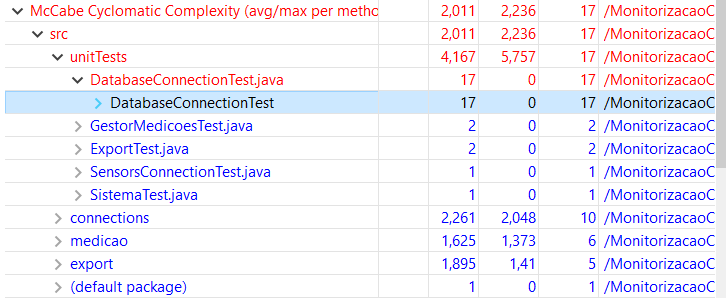 McCabe Cyclomatic Complexity (avg/max per metho 2,011 2,236 17 /MonitorizacaoC
src 2,011 2,236 17 /MonitorizacaoC
unitTests 4,167 5,757 17 /MonitorizacaoC
DatabaseConnectionTest.java 17 0 17 /MonitorizacaoC
DatabaseConnectionTest 17 0 17 /MonitorizacaoC
GestorMedicoesTest.java 2 0 2 /MonitorizacaoC
ExportTest.java 2 0 2 /MonitorizacaoC
SensorsConnectionTest.java 1 0 1 /MonitorizacaoC
SistemaTest.java 1 0 1 /MonitorizacaoC
connections 2,261 2,048 10 /MonitorizacaoC
medicao 1,625 1,373 6 /MonitorizacaoC
export 1,895 1,41 5 /MonitorizacaoC
(default package) 1 0 1 /MonitorizacaoC